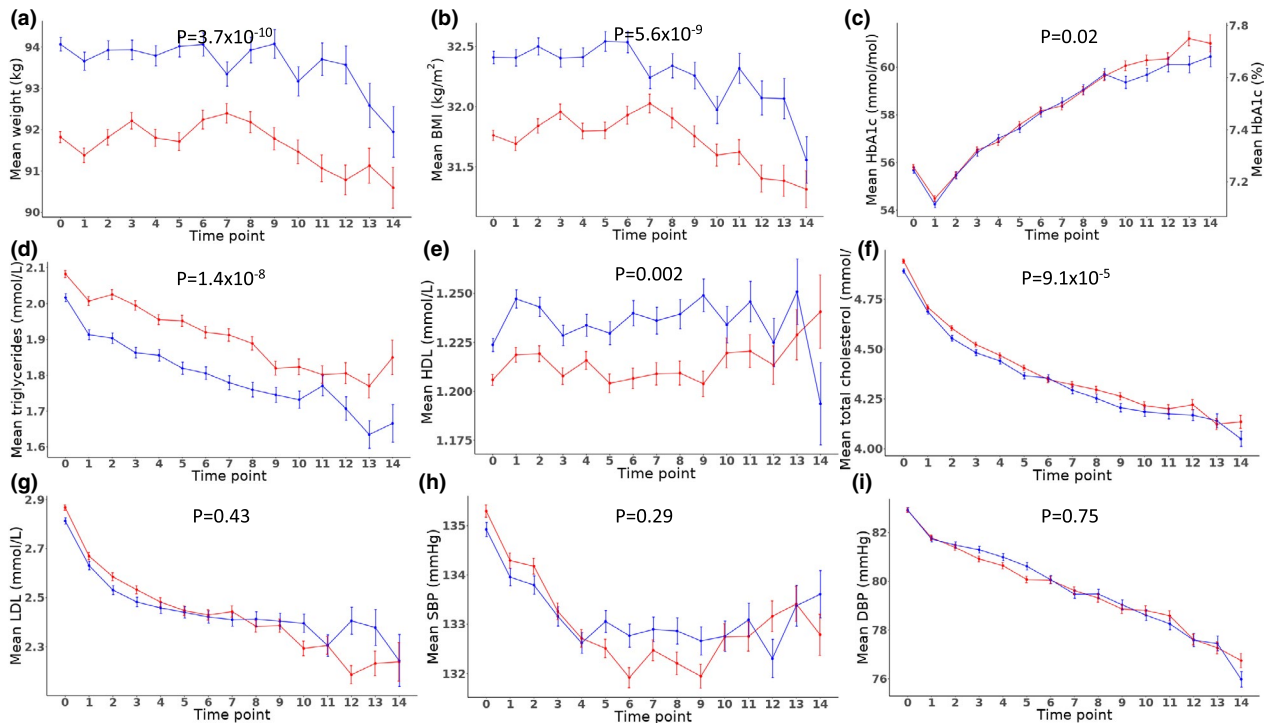 (a)
P=3.7x10-10
Mean weight (kg)
94
93
92
91
90
0 1 2 3 4 5 6 7 8 9 10 11 12 13 14
Time point
(b)
P=5.6x10-9
Mean BMI (kg/m2)
32.5
32.0
31.5
0 1 2 3 4 5 6 7 8 9 10 11 12 13 14
Time point
(c)
P=0.02
Mean HbA1c (mmol/mol)
60
58
56
54
7.8
7.6
7.4
7.2
Mean HbA1c (%)
0 1 2 3 4 5 6 7 8 9 10 11 12 13 14
Time point
(d)
P=1.4x10-8
Mean triglycerides (mmol/L)
2.1
2.0
1.9
1.8
1.7
1.6
0 1 2 3 4 5 6 7 8 9 10 11 12 13 14
Time point
(e)
P=0.002
Mean HDL (mmol/L)
1.250
1.225
1.200
1.175
0 1 2 3 4 5 6 7 8 9 10 11 12 13 14
Time point
(f)
P=9.1x10-5
Mean total cholesterol (mmol/
4.75
4.50
4.25
4.00
0 1 2 3 4 5 6 7 8 9 10 11 12 13 14
Time point
(g)
P=0.43
Mean LDL (mmol/L)
2.9
2.7
2.5
2.3
0 1 2 3 4 5 6 7 8 9 10 11 12 13 14
Time point
(h)
P=0.29
Mean SBP (mmHg)
135
134
133
132
0 1 2 3 4 5 6 7 8 9 10 11 12 13 14
Time point
(i)
P=0.75
Mean DBP (mmHg)
82
80
78
76
0 1 2 3 4 5 6 7 8 9 10 11 12 13 14
Time point